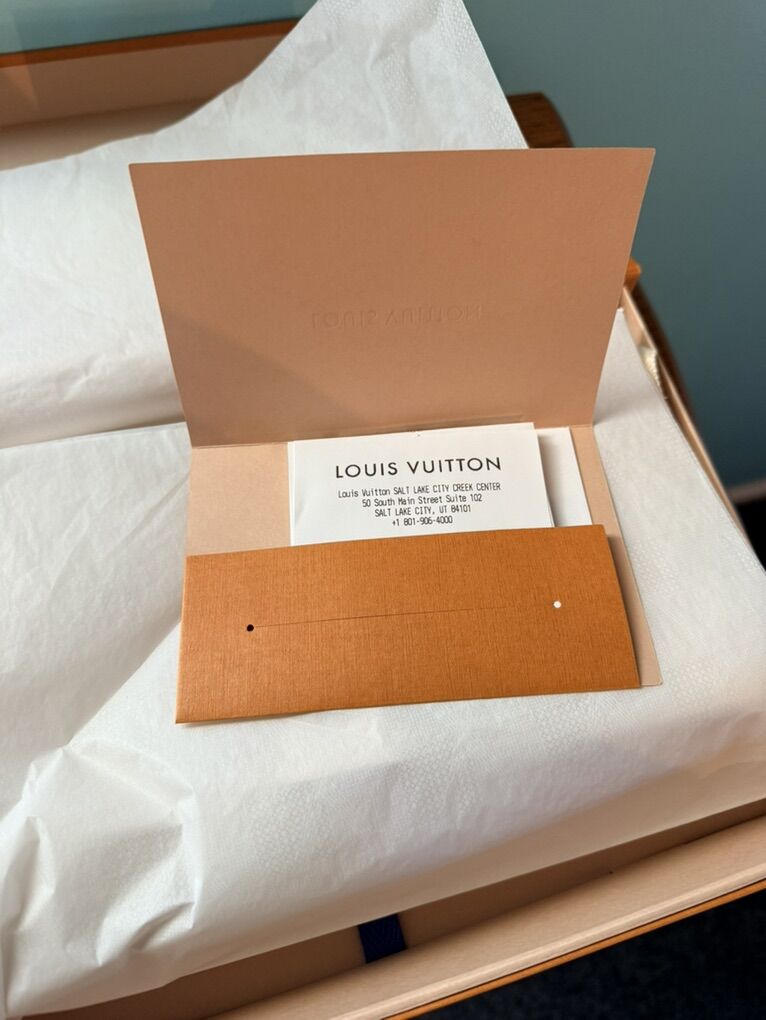 LOUIS VUITTON
LOUIS VUITTON
Louis Vuitton SALT LAKE CITY CREEK CENTER
50 South Main Street Suite 102
SALT LAKE CITY, UT 84101
+1 801-906-4000